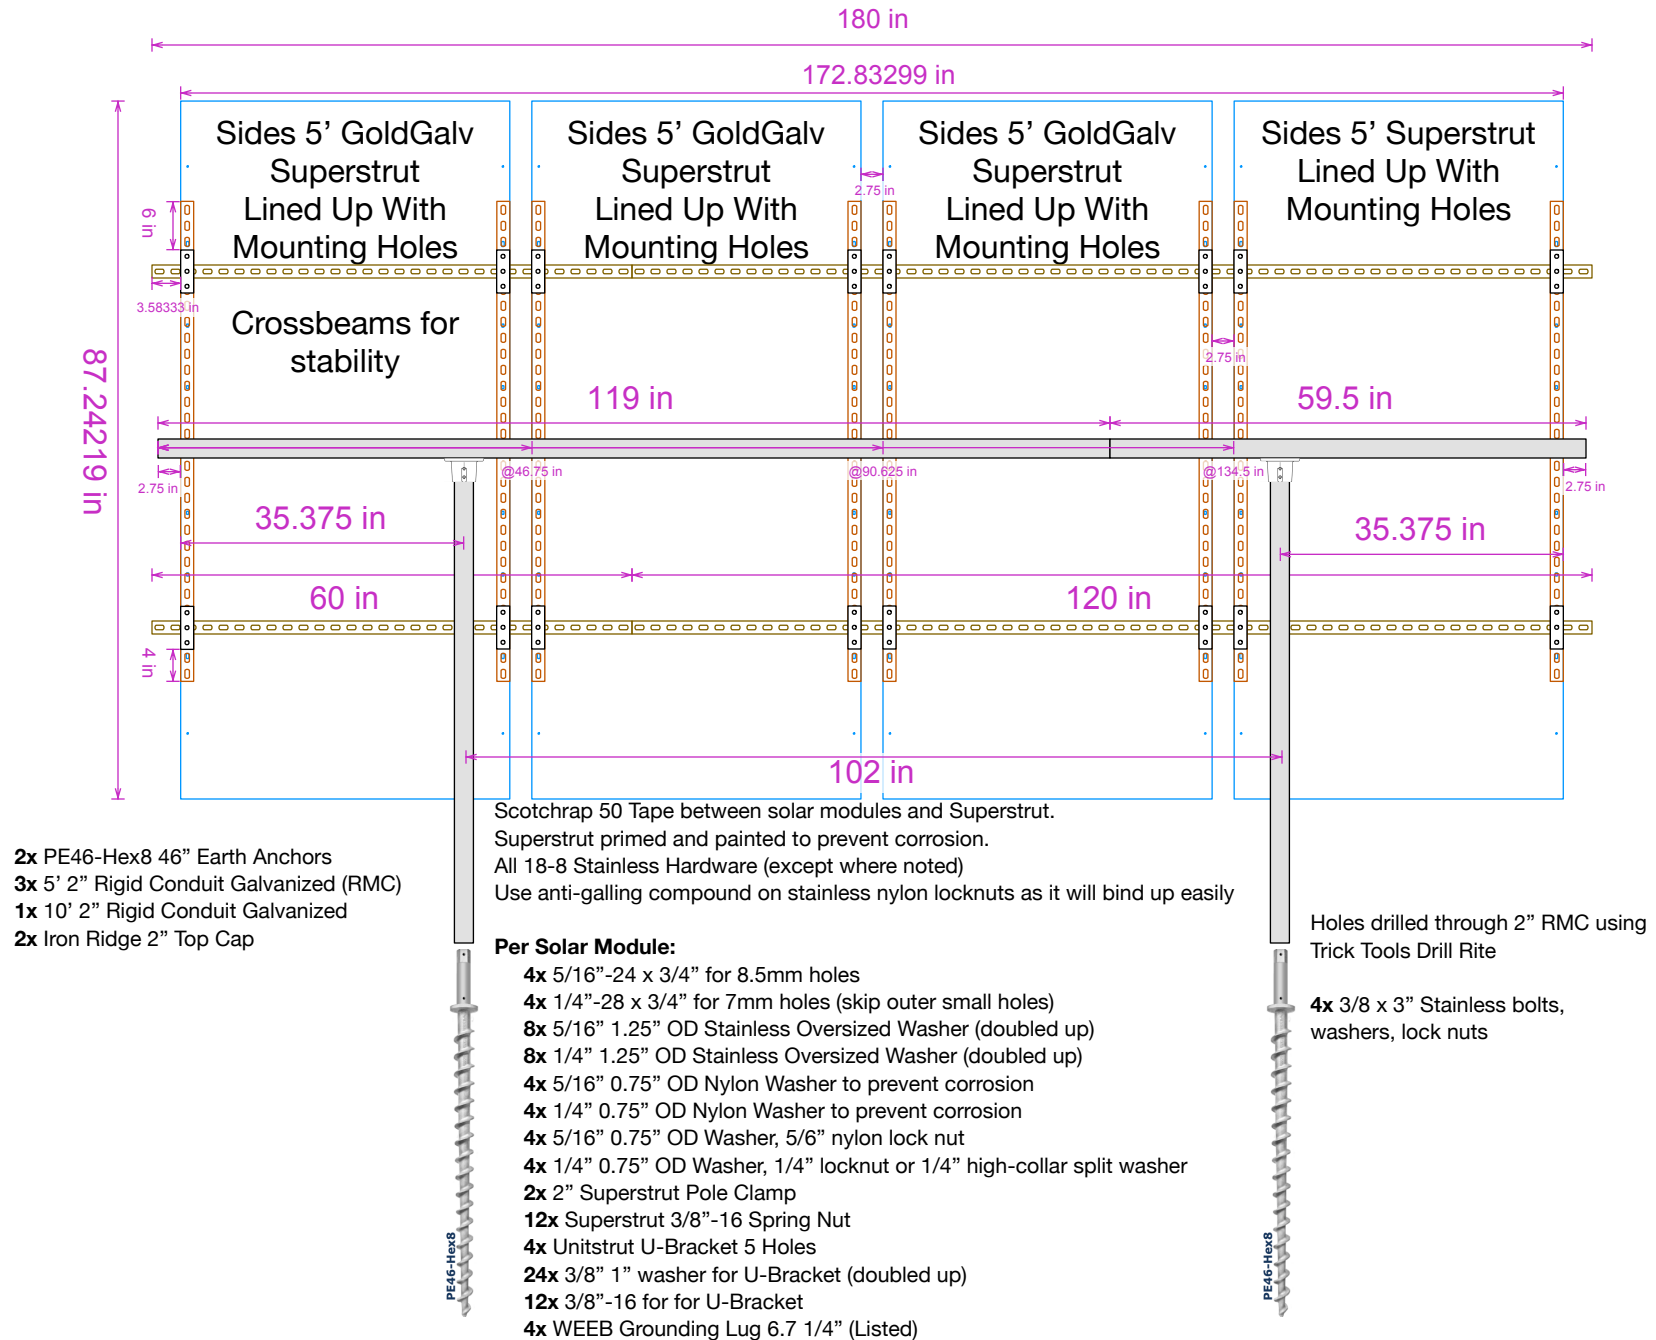 180 in
172.83299 in
Sides 5’ GoldGalv
Superstrut
Lined Up With
Mounting Holes
Sides 5’ GoldGalv
Superstrut
Lined Up With
Mounting Holes
Sides 5’ GoldGalv
Superstrut
Lined Up With
Mounting Holes
Sides 5’ Superstrut
Lined Up With
Mounting Holes
2.75 in
6 in
3.58333 in
Crossbeams for
stability
2.75 in
87.24219 in
119 in
59.5 in
@46.75 in
@90.625 in
@134.5 in
2.75 in
2.75 in
35.375 in
35.375 in
60 in
120 in
4 in
102 in
Scotchrap 50 Tape between solar modules and Superstrut.
Superstrut primed and painted to prevent corrosion.
All 18-8 Stainless Hardware (except where noted)
Use anti-galling compound on stainless nylon locknuts as it will bind up easily
2x PE46-Hex8 46” Earth Anchors
3x 5’ 2” Rigid Conduit Galvanized (RMC)
1x 10’ 2” Rigid Conduit Galvanized
2x Iron Ridge 2” Top Cap
Per Solar Module:
4x 5/16”-24 x 3/4” for 8.5mm holes
4x 1/4”-28 x 3/4” for 7mm holes (skip outer small holes)
8x 5/16” 1.25” OD Stainless Oversized Washer (doubled up)
8x 1/4” 1.25” OD Stainless Oversized Washer (doubled up)
4x 5/16” 0.75” OD Nylon Washer to prevent corrosion
4x 1/4” 0.75” OD Nylon Washer to prevent corrosion
4x 5/16” 0.75” OD Washer, 5/6” nylon lock nut
4x 1/4” 0.75” OD Washer, 1/4” locknut or 1/4” high-collar split washer
2x 2” Superstrut Pole Clamp
12x Superstrut 3/8”-16 Spring Nut
4x Unitstrut U-Bracket 5 Holes
24x 3/8” 1” washer for U-Bracket (doubled up)
12x 3/8”-16 for for U-Bracket
4x WEEB Grounding Lug 6.7 1/4” (Listed)
Holes drilled through 2” RMC using
Trick Tools Drill Rite
4x 3/8 x 3” Stainless bolts,
washers, lock nuts
PE46-Hex8
PE46-Hex8